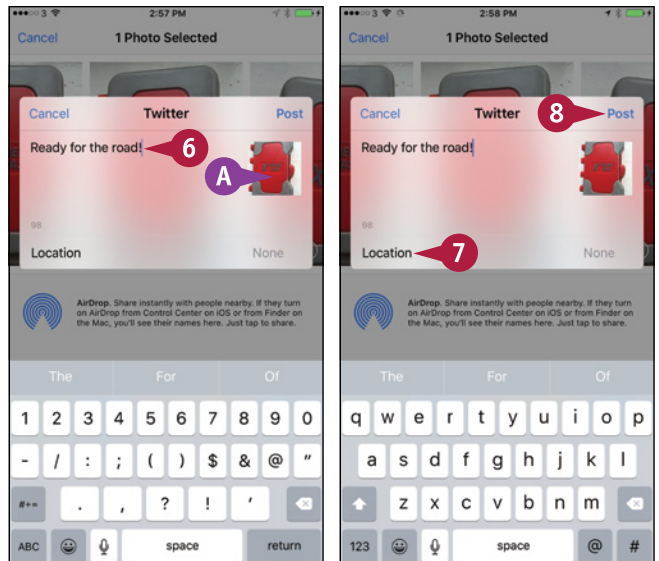 3 2:57 PM
Cancel 1 Photo Selected
Cancel Twitter Post
Ready for the road! 6
A
98
Location None
AirDrop. Share instantly with people nearby. If they turn
on AirDrop from Control Center on iOS or from Finder on
the Mac, you'll see their names here. Just tap to share.
The For Of
1 2 3 4 5 6 7 8 9 0
- / : ; ( ) $ & @ "
#+= . , ? ! '
ABC space return
3 2:58 PM
Cancel 1 Photo Selected
Cancel Twitter 8 Post
Ready for the road!
98
Location 7 None
AirDrop. Share instantly with people nearby. If they turn
on AirDrop from Control Center on iOS or from Finder on
the Mac, you'll see their names here. Just tap to share.
The For Of
q w e r t y u i o p
a s d f g h j k l
z x c v b n m
123 space @ #